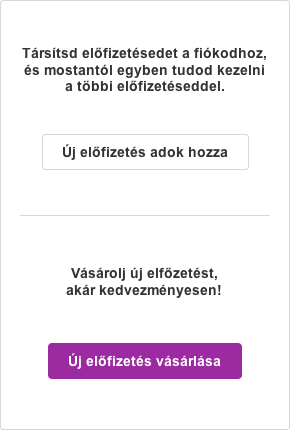 Társítsd előfizetésedet a fiókodhoz,
és mostantól egyben tudod kezelni
a többi előfizetéseddel.
Új előfizetés adok hozza
Vásárolj új elfőzetést,
akár kedvezményesen!
Új előfizetés vásárlása